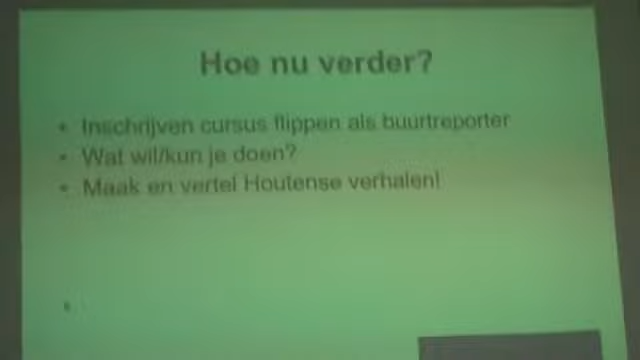 Hoe nu verder?
• Inschrijven cursus flippen als buurtreporter
• Wat wil/kun je doen?
• Maak en vertel Houtense verhalen!